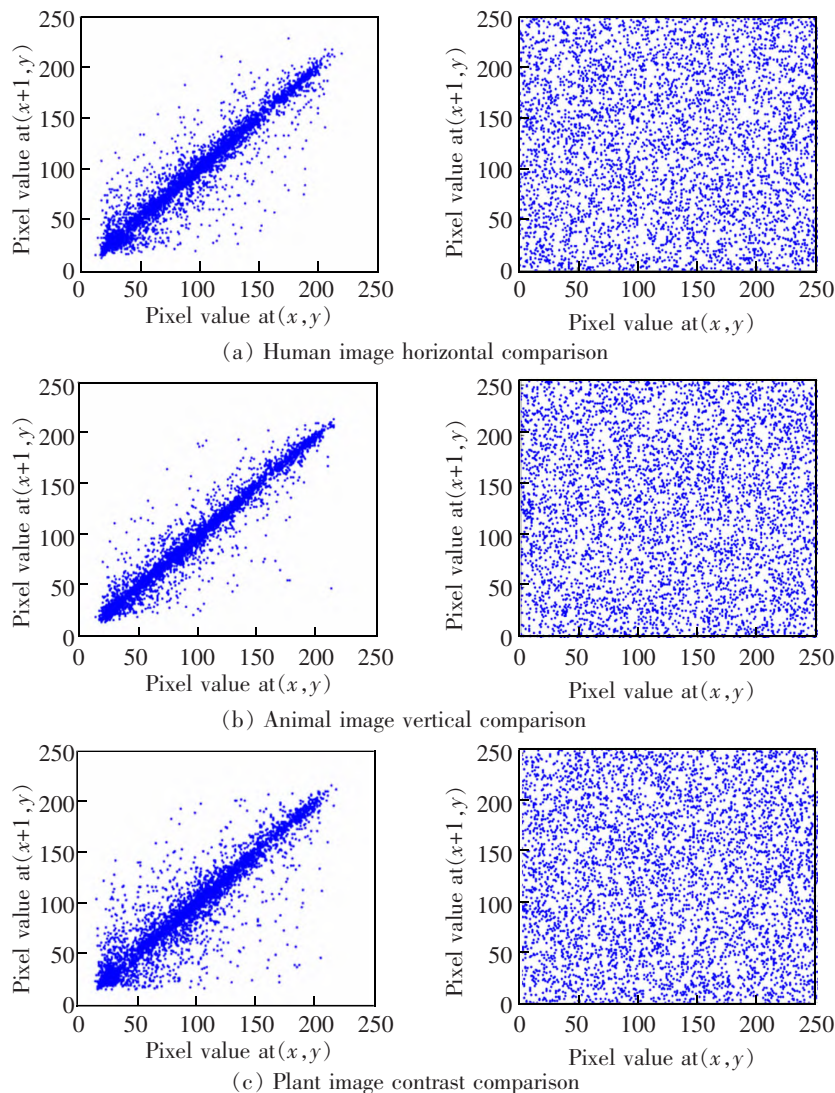 250
200
150
100
50
0
Pixel value at(x+1,y)
50 100 150 200 250
Pixel value at(x,y)
250
200
150
100
50
0
Pixel value at(x+1,y)
0 50 100 150 200 250
Pixel value at(x,y)
(a) Human image horizontal comparison
250
200
150
100
50
0
Pixel value at(x+1,y)
0 50 100 150 200 250
Pixel value at(x,y)
250
200
150
100
50
0
Pixel value at(x+1,y)
0 50 100 150 200 250
Pixel value at(x,y)
(b) Animal image vertical comparison
250
200
150
100
50
0
Pixel value at(x+1,y)
0 50 100 150 200 250
Pixel value at(x,y)
250
200
150
100
50
0
Pixel value at(x+1,y)
0 50 100 150 200 250
Pixel value at(x,y)
(c) Plant image contrast comparison